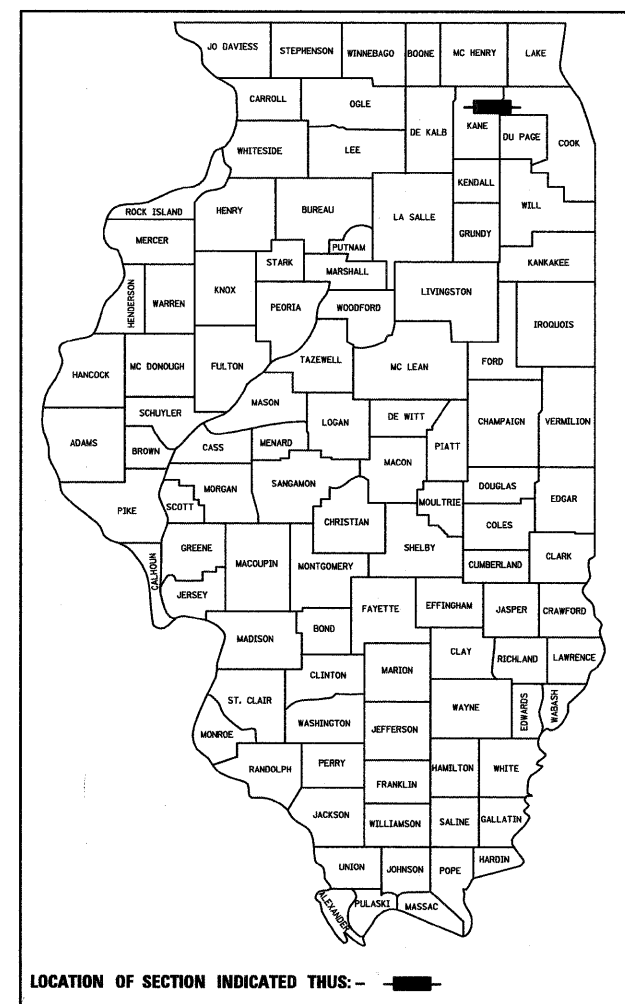 JO DAVIESS
STEPHENSON
WINNEBAGO
BOONE
MC HENRY
LAKE
CARROLL
OGLE
DE KALB
KANE
DU PAGE
COOK
WHITESIDE
LEE
KENDALL
WILL
ROCK ISLAND
HENRY
BUREAU
LA SALLE
GRUNDY
MERCER
PUTNAM
STARK
MARSHALL
KANKAKEE
HENDERSON
WARREN
KNOX
PEORIA
WOODFORD
LIVINGSTON
IROQUOIS
HANCOCK
MC DONOUGH
FULTON
TAZEWELL
MC LEAN
FORD
SCHUYLER
MASON
LOGAN
DE WITT
CHAMPAIGN
VERMILION
ADAMS
BROWN
CASS
MENARD
MACON
PIATT
PIKE
SCOTT
MORGAN
SANGAMON
CHRISTIAN
MOULTRIE
DOUGLAS
EDGAR
COLES
CALHOUN
GREENE
MACOUPIN
MONTGOMERY
SHELBY
CUMBERLAND
CLARK
JERSEY
FAYETTE
EFFINGHAM
JASPER
CRAWFORD
MADISON
BOND
CLAY
RICHLAND
LAWRENCE
CLINTON
MARION
ST. CLAIR
WASHINGTON
WAYNE
EDWARDS
WABASH
MONROE
JEFFERSON
RANDOLPH
PERRY
HAMILTON
WHITE
FRANKLIN
JACKSON
WILLIAMSON
SALINE
GALLATIN
UNION
JOHNSON
POPE
HARDIN
ALEXANDER
PULASKI
MASSAC
LOCATION OF SECTION INDICATED THUS: -